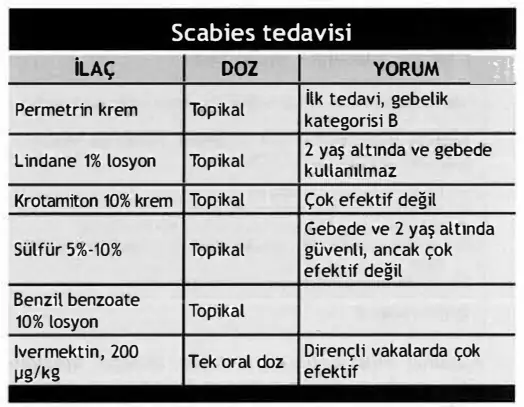 Scabies tedavisi
İLAÇ DOZ YORUM
Permetrin krem Topikal İlk tedavi, gebelik
kategorisi B
Lindane 1% losyon Topikal 2 yaş altında ve gebede
kullanılmaz
Krotamiton 10% krem Topikal Çok efektif değil
Sülfür 5%-10% Topikal Gebede ve 2 yaş altında
güvenli, ancak çok
efektif değil
Benzil benzoate
10% losyon Topikal
Ivermektin, 200
µg/kg Tek oral doz Dirençli vakalarda çok
efektif